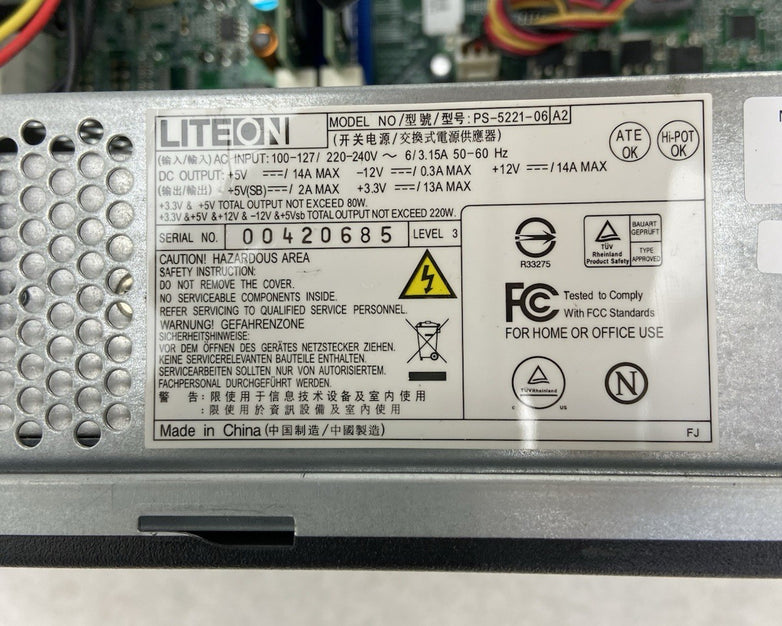 LITEON
MODEL NO/型號/型号: PS-5221-06 A2
(开关电源/交換式電源供應器)
ATE OK
Hi-POT OK
(输入/輸入) AC INPUT: 100-127/ 220-240V ～ 6/3.15A 50-60 Hz
DC OUTPUT: +5V ⎓/ 14A MAX -12V ⎓/ 0.3A MAX +12V ⎓/14A MAX
(输出/輸出) +5V(SB)⎓/ 2A MAX +3.3V ⎓/13A MAX
+3.3V & +5V TOTAL OUTPUT NOT EXCEED 80W.
+3.3V &+5V &+12V & -12V &+5Vsb TOTAL OUTPUT NOT EXCEED 220W.
SERIAL NO. 00420685 LEVEL 3
CAUTION! HAZARDOUS AREA
SAFETY INSTRUCTION:
DO NOT REMOVE THE COVER.
NO SERVICEABLE COMPONENTS INSIDE.
REFER SERVICING TO QUALIFIED SERVICE PERSONNEL.
WARNUNG! GEFAHRENZONE
SICHERHEITSHINWEISE:
VOR DEM ÖFFNEN DES GERÄTES NETZSTECKER ZIEHEN.
KEINE SERVICERELEVANTEN BAUTEILE ENTHALTEN.
SERVICEARBEITEN SOLLTEN NUR VON AUTORISIERTEM.
FACHPERSONAL DURCHGEFÜHRT WERDEN.
警 告: 限使用于信息技术设备及室内使用
: 限使用於資訊設備及室內使用
R33275
TÜV
Rheinland
Product Safety
BAUART
GEPRÜFT
TYPE
APPROVED
FC
Tested to Comply
With FCC Standards
FOR HOME OR OFFICE USE
TÜVRheinland
C US
N
Made in China (中国制造/中國製造)
FJ